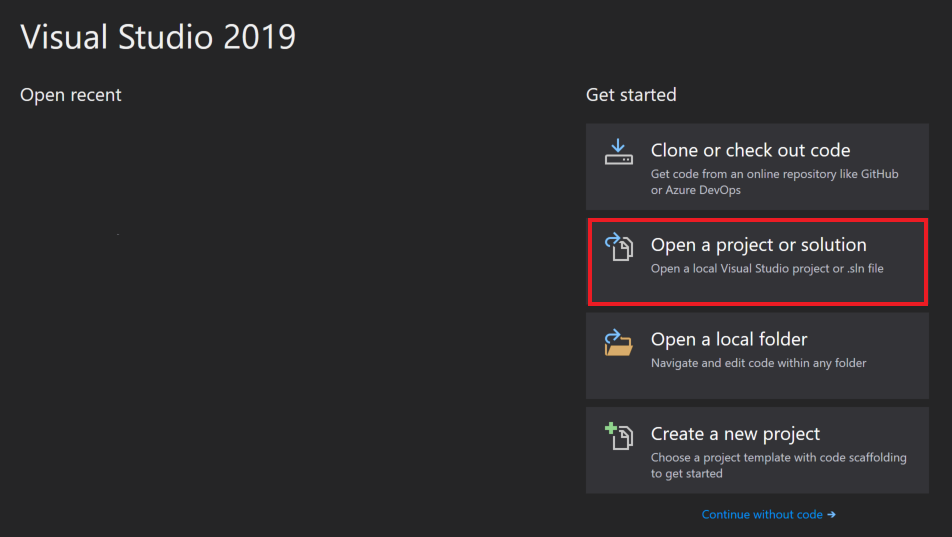 Visual Studio 2019
Open recent
Get started
Clone or check out code
Get code from an online repository like GitHub
or Azure DevOps
Open a project or solution
Open a local Visual Studio project or .sln file
Open a local folder
Navigate and edit code within any folder
Create a new project
Choose a project template with code scaffolding
to get started
Continue without code →